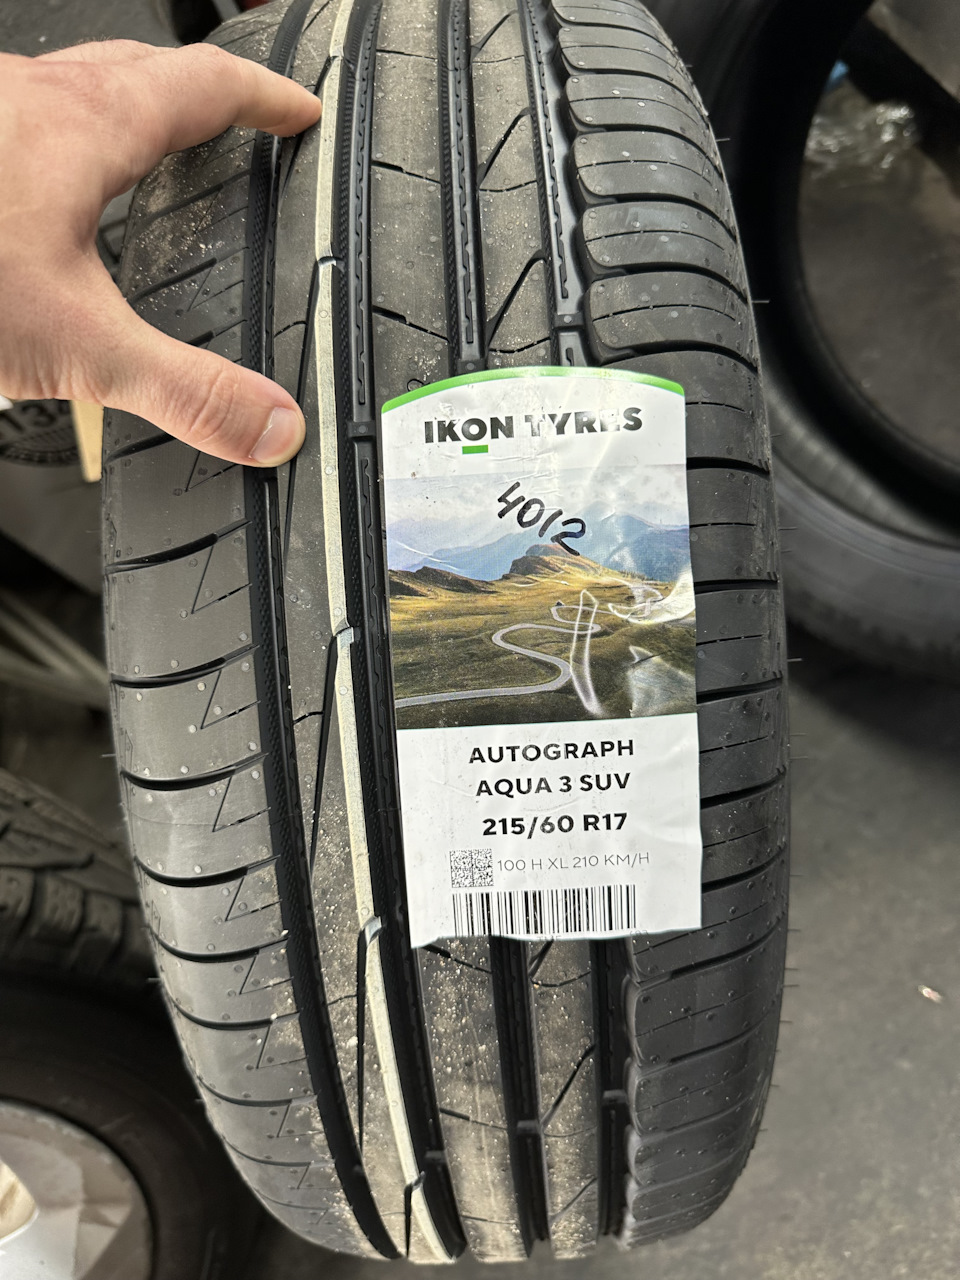 IKON TYRES
4012
AUTOGRAPH
AQUA 3 SUV
215/60 R17
100 H XL 210 KM/H